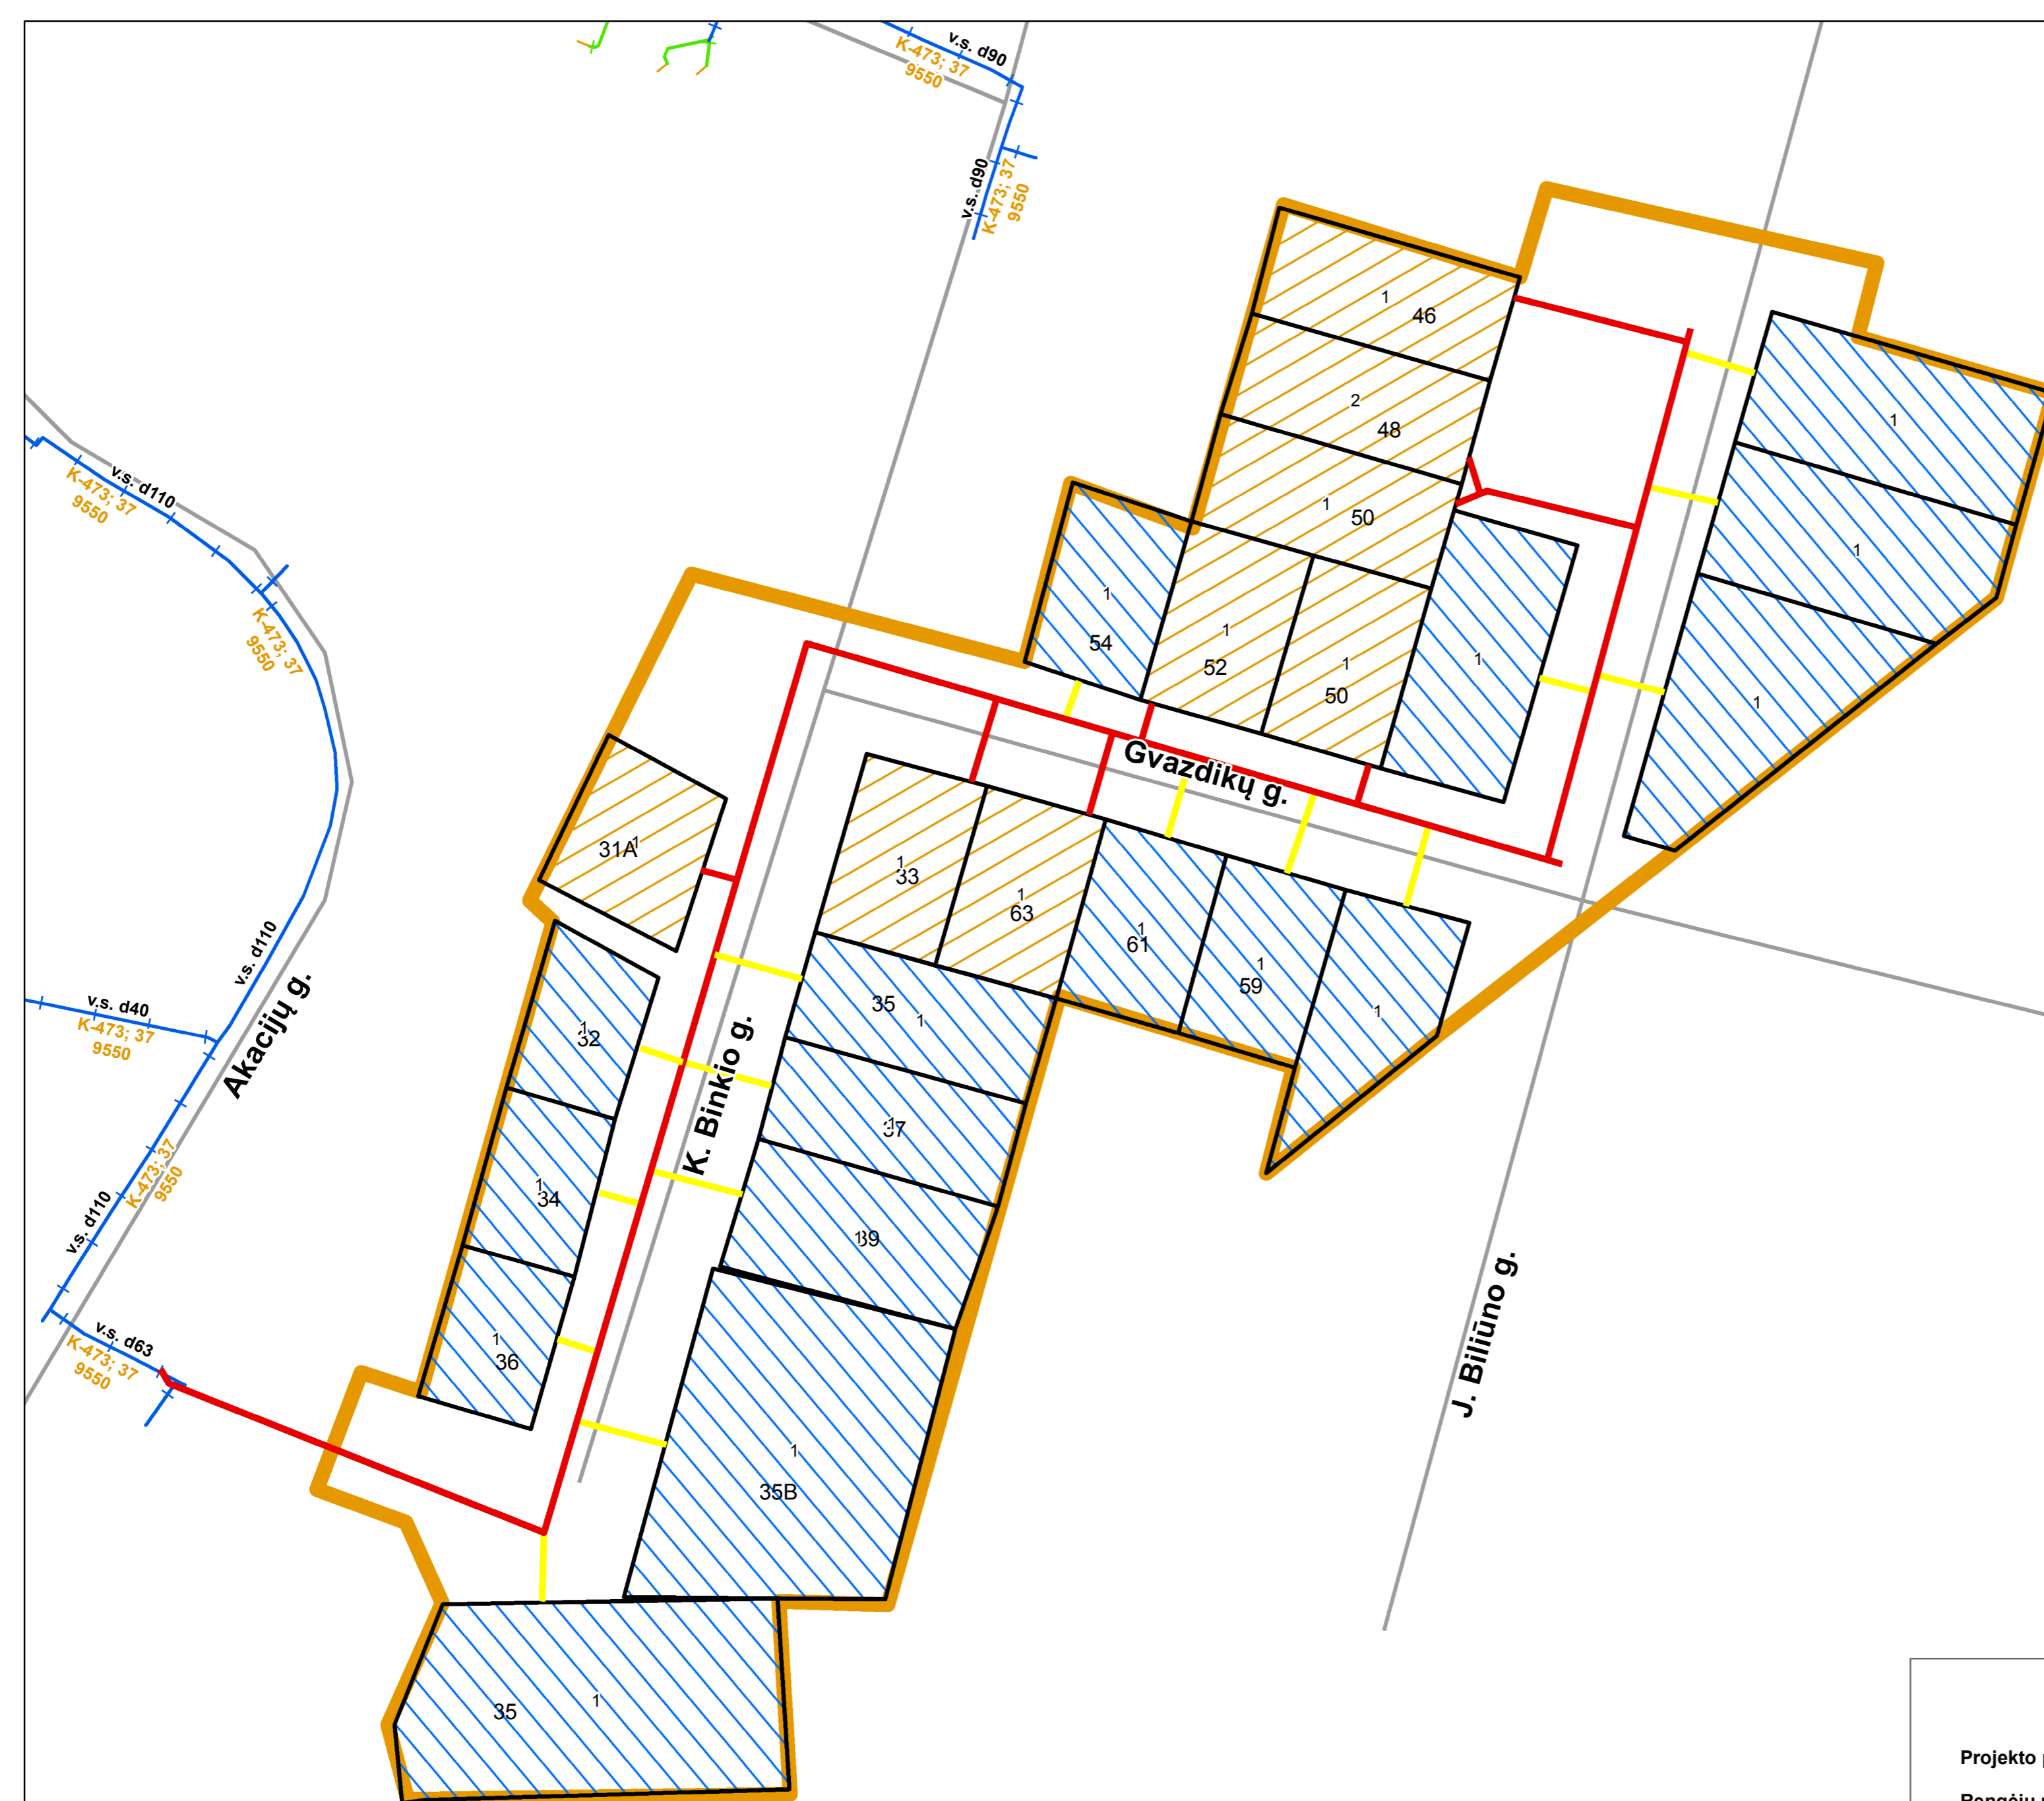 v.s. d90
K-473; 37
9550
v.s. d90
K-473; 37
9550
1
46
2
48
1
50
1
54
1
52
1
50
1
1
1
1
v.s. d110
K-473; 37
9550
K-473; 37
9550
Gvazdikų g.
31A
1
1
33
1
63
1
61
1
59
1
35
1
v.s. d110
v.s. d40
K-473; 37
9550
Akacijų g.
1
32
K. Binkio g.
1
37
1
34
1
39
K-473; 37
9550
v.s. d110
v.s. d63
K-473; 37
9550
1
36
J. Biliūno g.
1
35B
35
1
Projekto